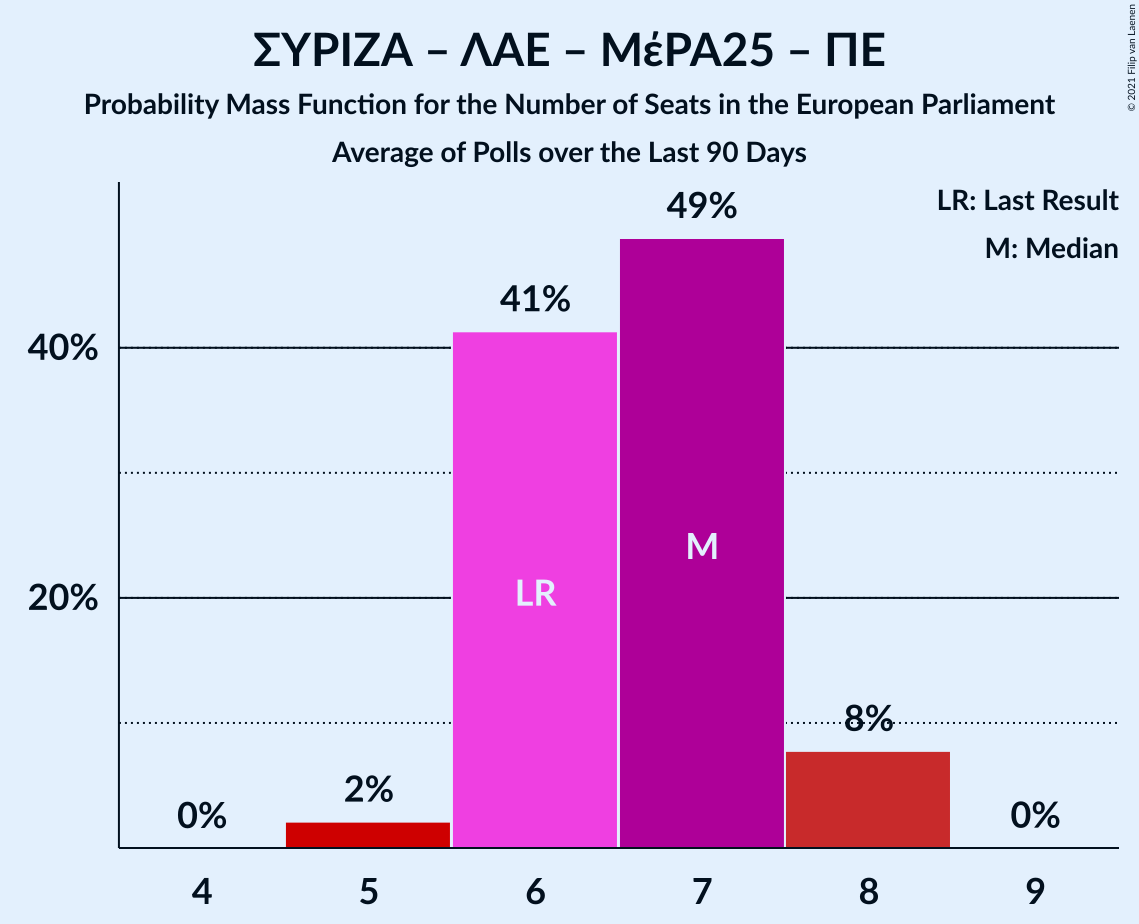 ΣΥΡΙΖΑ – ΛΑΕ – ΜέΡΑ25 – ΠΕ
Probability Mass Function for the Number of Seats in the European Parliament
Average of Polls over the Last 90 Days
© 2021 Filip van Laenen
LR: Last Result
M: Median
40%
20%
0%
2%
41%
49%
8%
0%
LR
M
4
5
6
7
8
9